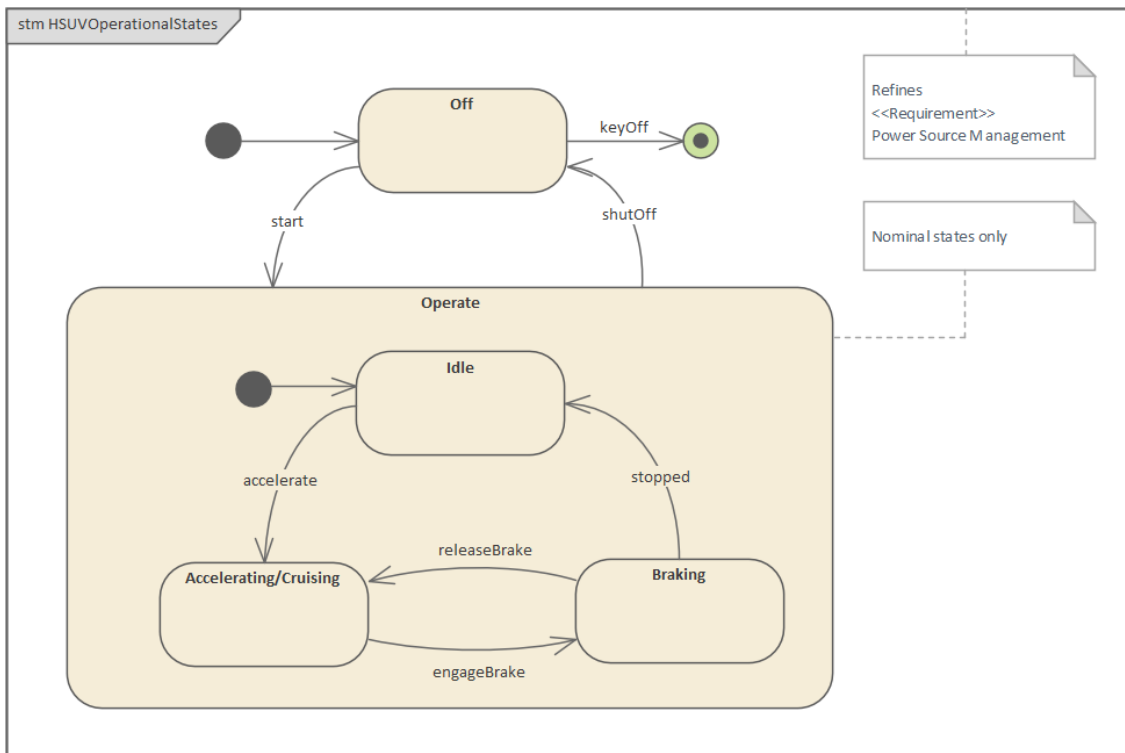 stm HSUVOperationalStates
Off
keyOff
Refines
<<Requirement>>
Power Source Management
start
shutOff
Nominal states only
Operate
Idle
accelerate
stopped
releaseBrake
Accelerating/Cruising
Braking
engageBrake